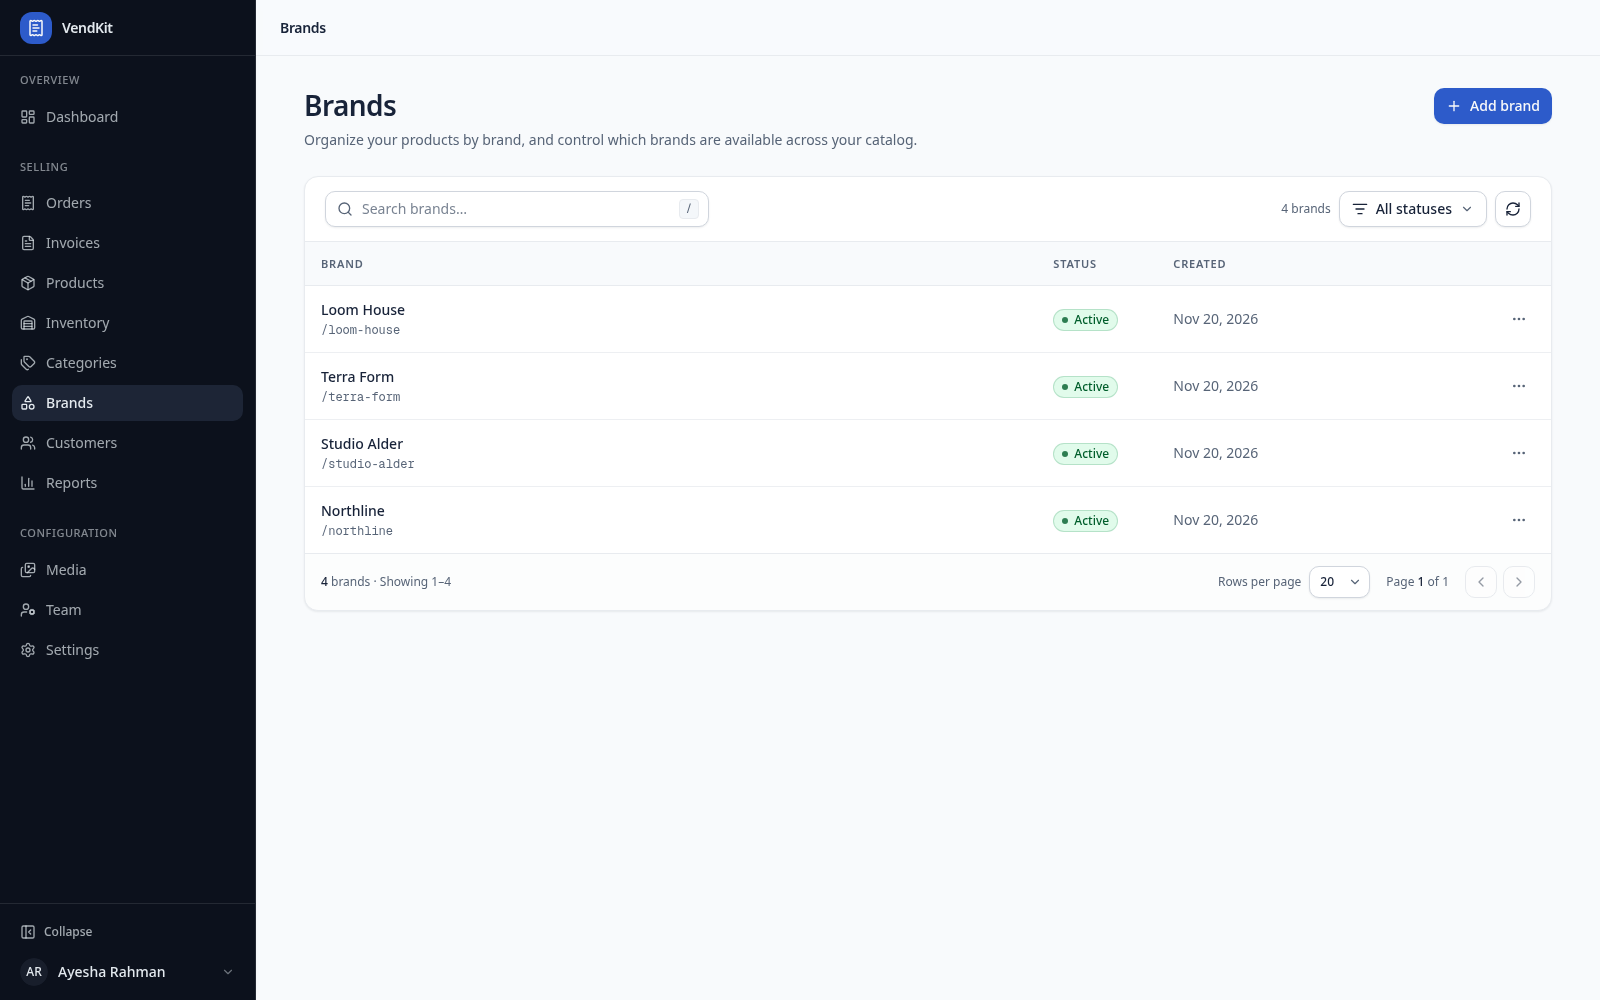 VendKit
OVERVIEW
Dashboard
SELLING
Orders
Invoices
Products
Inventory
Categories
Brands
Customers
Reports
CONFIGURATION
Media
Team
Settings
Collapse
AR Ayesha Rahman
Brands
Brands
Add brand
Organize your products by brand, and control which brands are available across your catalog.
Search brands... /
4 brands All statuses
BRAND STATUS CREATED
Loom House
/loom-house
Active Nov 20, 2026
Terra Form
/terra-form
Active Nov 20, 2026
Studio Alder
/studio-alder
Active Nov 20, 2026
Northline
/northline
Active Nov 20, 2026
4 brands · Showing 1–4
Rows per page 20 Page 1 of 1